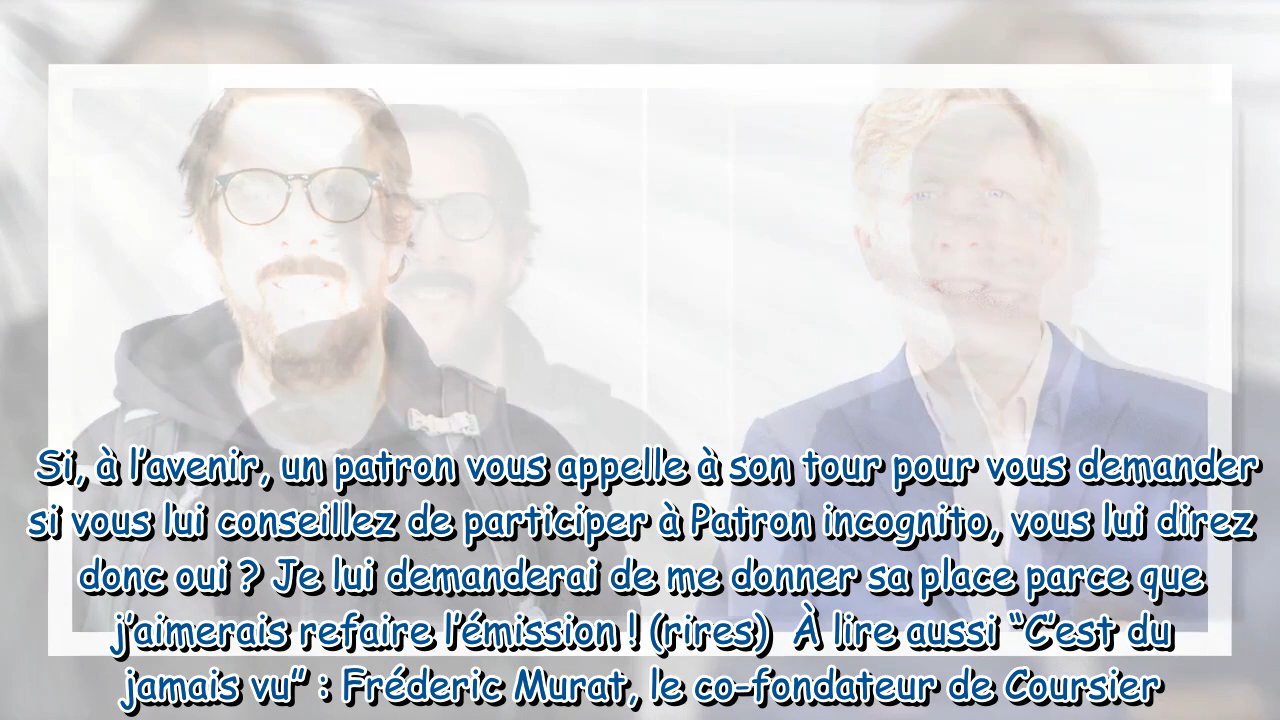 Si, à l’avenir, un patron vous appelle à son tour pour vous demander
si vous lui conseillez de participer à Patron incognito, vous lui direz
donc oui ? Je lui demanderai de me donner sa place parce que
j’aimerais refaire l’émission ! (rires)  À lire aussi “C’est du
jamais vu” : Fréderic Murat, le co-fondateur de Coursier